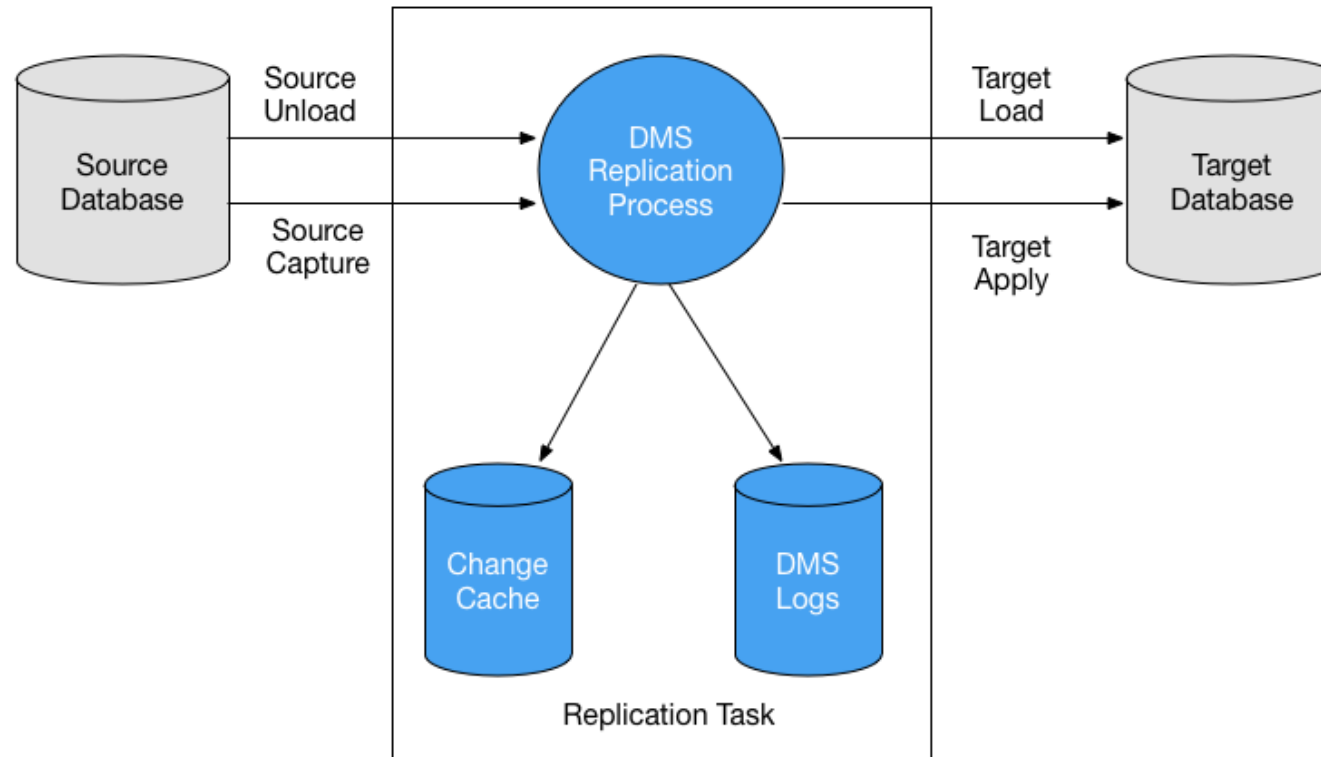 Source
Unload
Target
Load
DMS
Replication
Process
Source
Database
Target
Database
Source
Capture
Target
Apply
Change
Cache
DMS
Logs
Replication Task